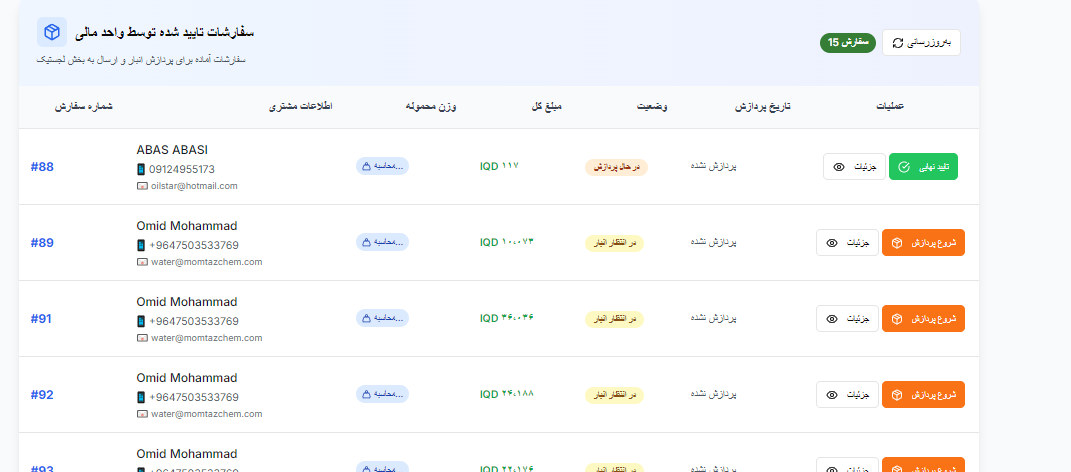 سفارشات تایید شده توسط واحد مالی
سفارشات آماده برای پردازش انبار و ارسال به بخش لجستیک
15 سفارش
به‌روزرسانی
شماره سفارش
اطلاعات مشتری
وزن محموله
مبلغ کل
وضعیت
تاریخ پردازش
عملیات
#88
ABAS ABASI
09124955173
oilstar@hotmail.com
محاسبه...
IQD ۱۱۷
در حال پردازش
پردازش نشده
جزئیات
تایید نهایی
#89
Omid Mohammad
+9647503533769
water@momtazchem.com
محاسبه...
IQD ۱۰،۰۷۴
در انتظار انبار
پردازش نشده
جزئیات
شروع پردازش
#91
Omid Mohammad
+9647503533769
water@momtazchem.com
محاسبه...
IQD ۳۶،۰۳۶
در انتظار انبار
پردازش نشده
جزئیات
شروع پردازش
#92
Omid Mohammad
+9647503533769
water@momtazchem.com
محاسبه...
IQD ۲۴،۱۸۸
در انتظار انبار
پردازش نشده
جزئیات
شروع پردازش
#93
Omid Mohammad
+9647503533769
محاسبه...
IQD ۲۲،۱۷۶
در انتظار انبار
پردازش نشده
جزئیات
شروع پردازش